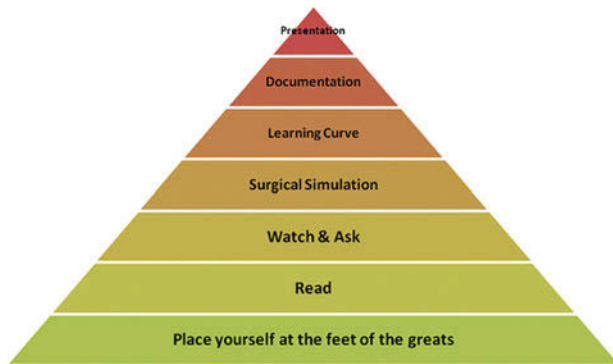 Presentation
Documentation
Learning Curve
Surgical Simulation
Watch & Ask
Read
Place yourself at the feet of the greats